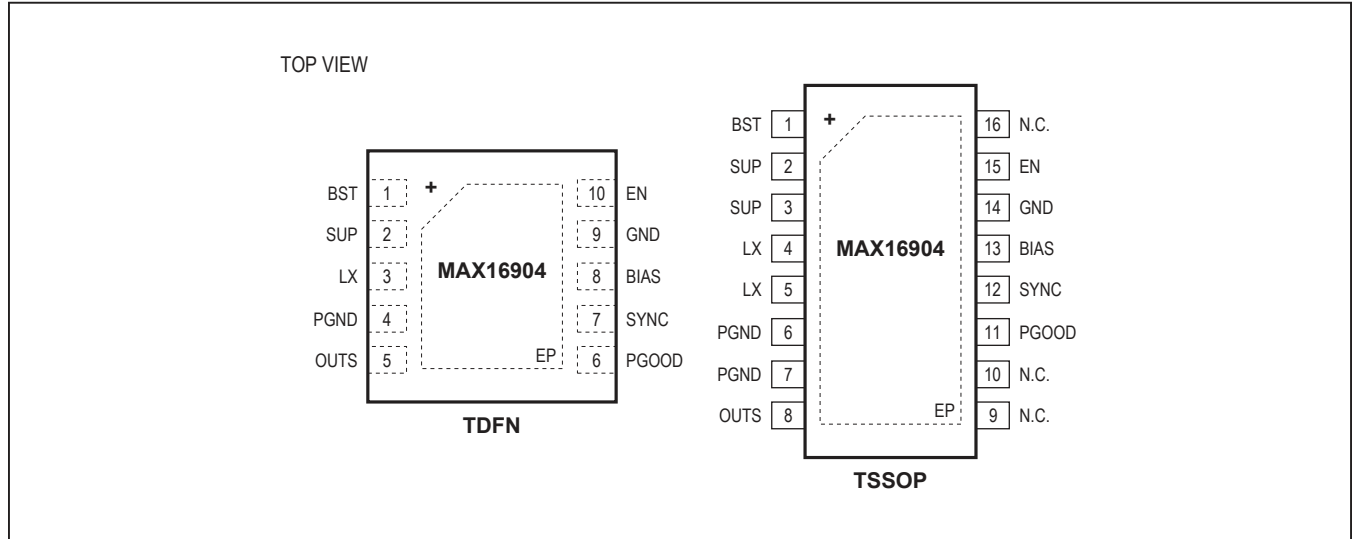 TOP VIEW
BST 1 + 10 EN
SUP 2 9 GND
LX 3 MAX16904 8 BIAS
PGND 4 7 SYNC
OUTS 5 EP 6 PGOOD
TDFN
BST 1 + 16 N.C.
SUP 2 15 EN
SUP 3 14 GND
LX 4 MAX16904 13 BIAS
LX 5 12 SYNC
PGND 6 11 PGOOD
PGND 7 10 N.C.
OUTS 8 EP 9 N.C.
TSSOP